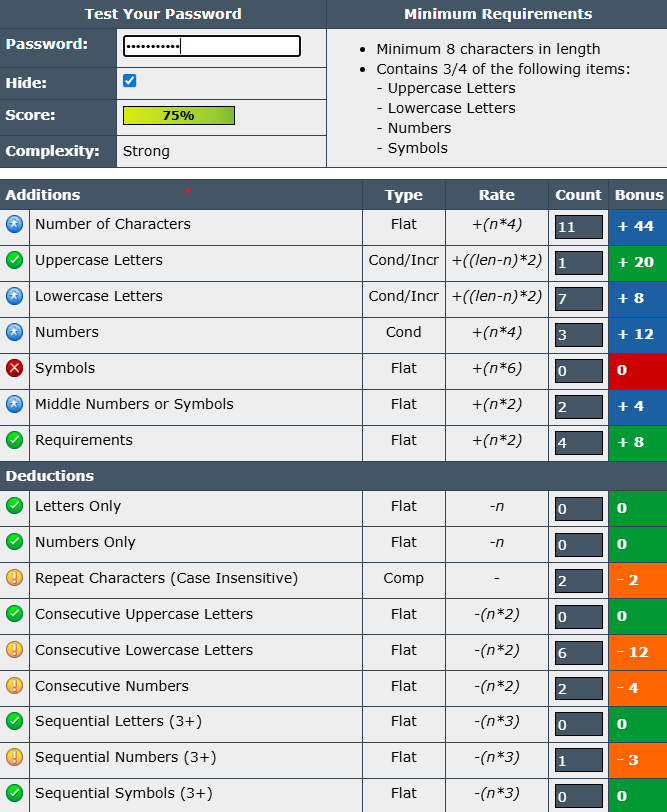 Test Your Password
Minimum Requirements
Password: •••••••••••
Hide:
Score: 75%
Complexity: Strong
• Minimum 8 characters in length
• Contains 3/4 of the following items:
- Uppercase Letters
- Lowercase Letters
- Numbers
- Symbols
Additions * Type Rate Count Bonus
Number of Characters Flat +(n*4) 11 + 44
Uppercase Letters Cond/Incr +((len-n)*2) 1 + 20
Lowercase Letters Cond/Incr +((len-n)*2) 7 + 8
Numbers Cond +(n*4) 3 + 12
Symbols Flat +(n*6) 0 0
Middle Numbers or Symbols Flat +(n*2) 2 + 4
Requirements Flat +(n*2) 4 + 8
Deductions
Letters Only Flat -n 0 0
Numbers Only Flat -n 0 0
Repeat Characters (Case Insensitive) Comp - 2 - 2
Consecutive Uppercase Letters Flat -(n*2) 0 0
Consecutive Lowercase Letters Flat -(n*2) 6 - 12
Consecutive Numbers Flat -(n*2) 2 - 4
Sequential Letters (3+) Flat -(n*3) 0 0
Sequential Numbers (3+) Flat -(n*3) 1 - 3
Sequential Symbols (3+) Flat -(n*3) 0 0